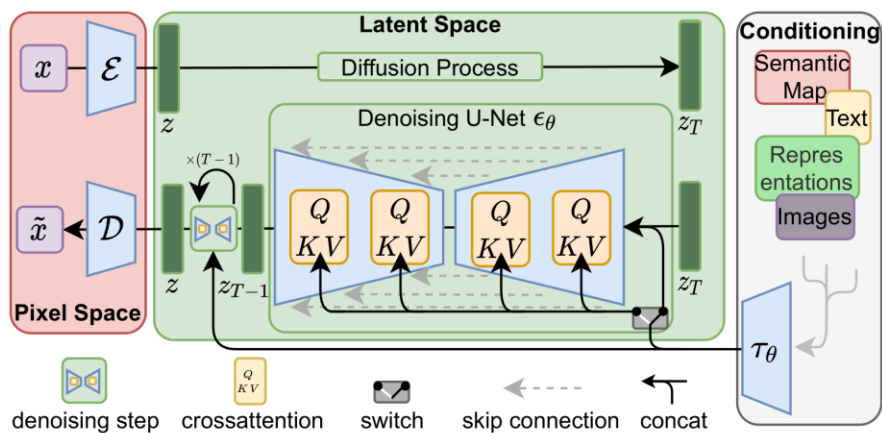 Latent Space
Conditioning
x
ℰ
Diffusion Process
z
z_T
Semantic
Map
Text
Repres
entations
Images
Denoising U-Net ϵ_θ
×(T−1)
Q
KV
Q
KV
Q
KV
Q
KV
x̃
𝒟
z
z_{T−1}
z_T
Pixel Space
τ_θ
Q
KV
denoising step
crossattention
switch
skip connection
concat